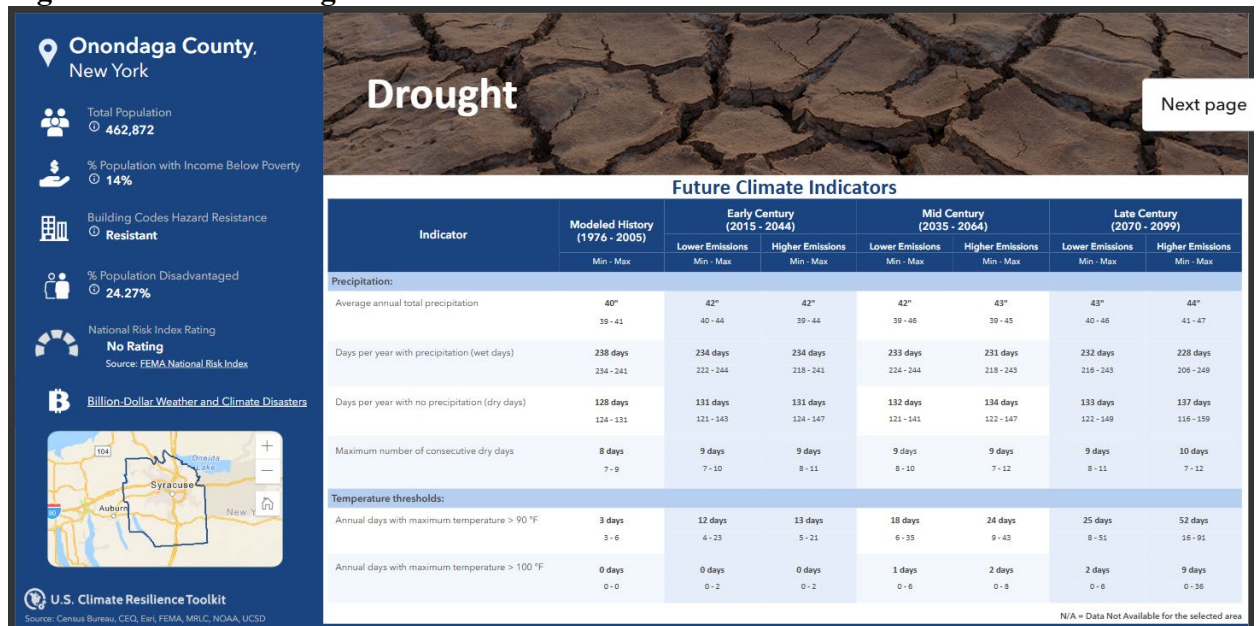 Onondaga County,
New York
Total Population
462,872
% Population with Income Below Poverty
14%
Building Codes Hazard Resistance
Resistant
% Population Disadvantaged
24.27%
National Risk Index Rating
No Rating
Source: FEMA National Risk Index
Billion-Dollar Weather and Climate Disasters
104
Oneida
Lake
Syracuse
Auburn
90
New Y
U.S. Climate Resilience Toolkit
Source: Census Bureau, CEQ, Esri, FEMA, MRLC, NOAA, UCSD
Drought
Next page
Future Climate Indicators
Indicator Modeled History (1976 - 2005) Early Century (2015 - 2044) Mid Century (2035 - 2064) Late Century (2070 - 2099)
Lower Emissions Higher Emissions Lower Emissions Higher Emissions Lower Emissions Higher Emissions
Min - Max Min - Max Min - Max Min - Max Min - Max Min - Max Min - Max
Precipitation:
Average annual total precipitation 40" 42" 42" 42" 43" 43" 44"
39 - 41 40 - 44 39 - 44 39 - 46 39 - 45 40 - 46 41 - 47
Days per year with precipitation (wet days) 238 days 234 days 234 days 233 days 231 days 232 days 228 days
234 - 241 222 - 244 218 - 241 224 - 244 218 - 243 216 - 243 206 - 249
Days per year with no precipitation (dry days) 128 days 131 days 131 days 132 days 134 days 133 days 137 days
124 - 131 121 - 143 124 - 147 121 - 141 122 - 147 122 - 149 116 - 159
Maximum number of consecutive dry days 8 days 9 days 9 days 9 days 9 days 9 days 10 days
7 - 9 7 - 10 8 - 11 8 - 10 7 - 12 8 - 11 7 - 12
Temperature thresholds:
Annual days with maximum temperature > 90 °F 3 days 12 days 13 days 18 days 24 days 25 days 52 days
3 - 6 4 - 23 5 - 21 6 - 35 9 - 43 8 - 51 16 - 91
Annual days with maximum temperature > 100 °F 0 days 0 days 0 days 1 days 2 days 2 days 9 days
0 - 0 0 - 2 0 - 2 0 - 6 0 - 8 0 - 6 0 - 36
N/A = Data Not Available for the selected area